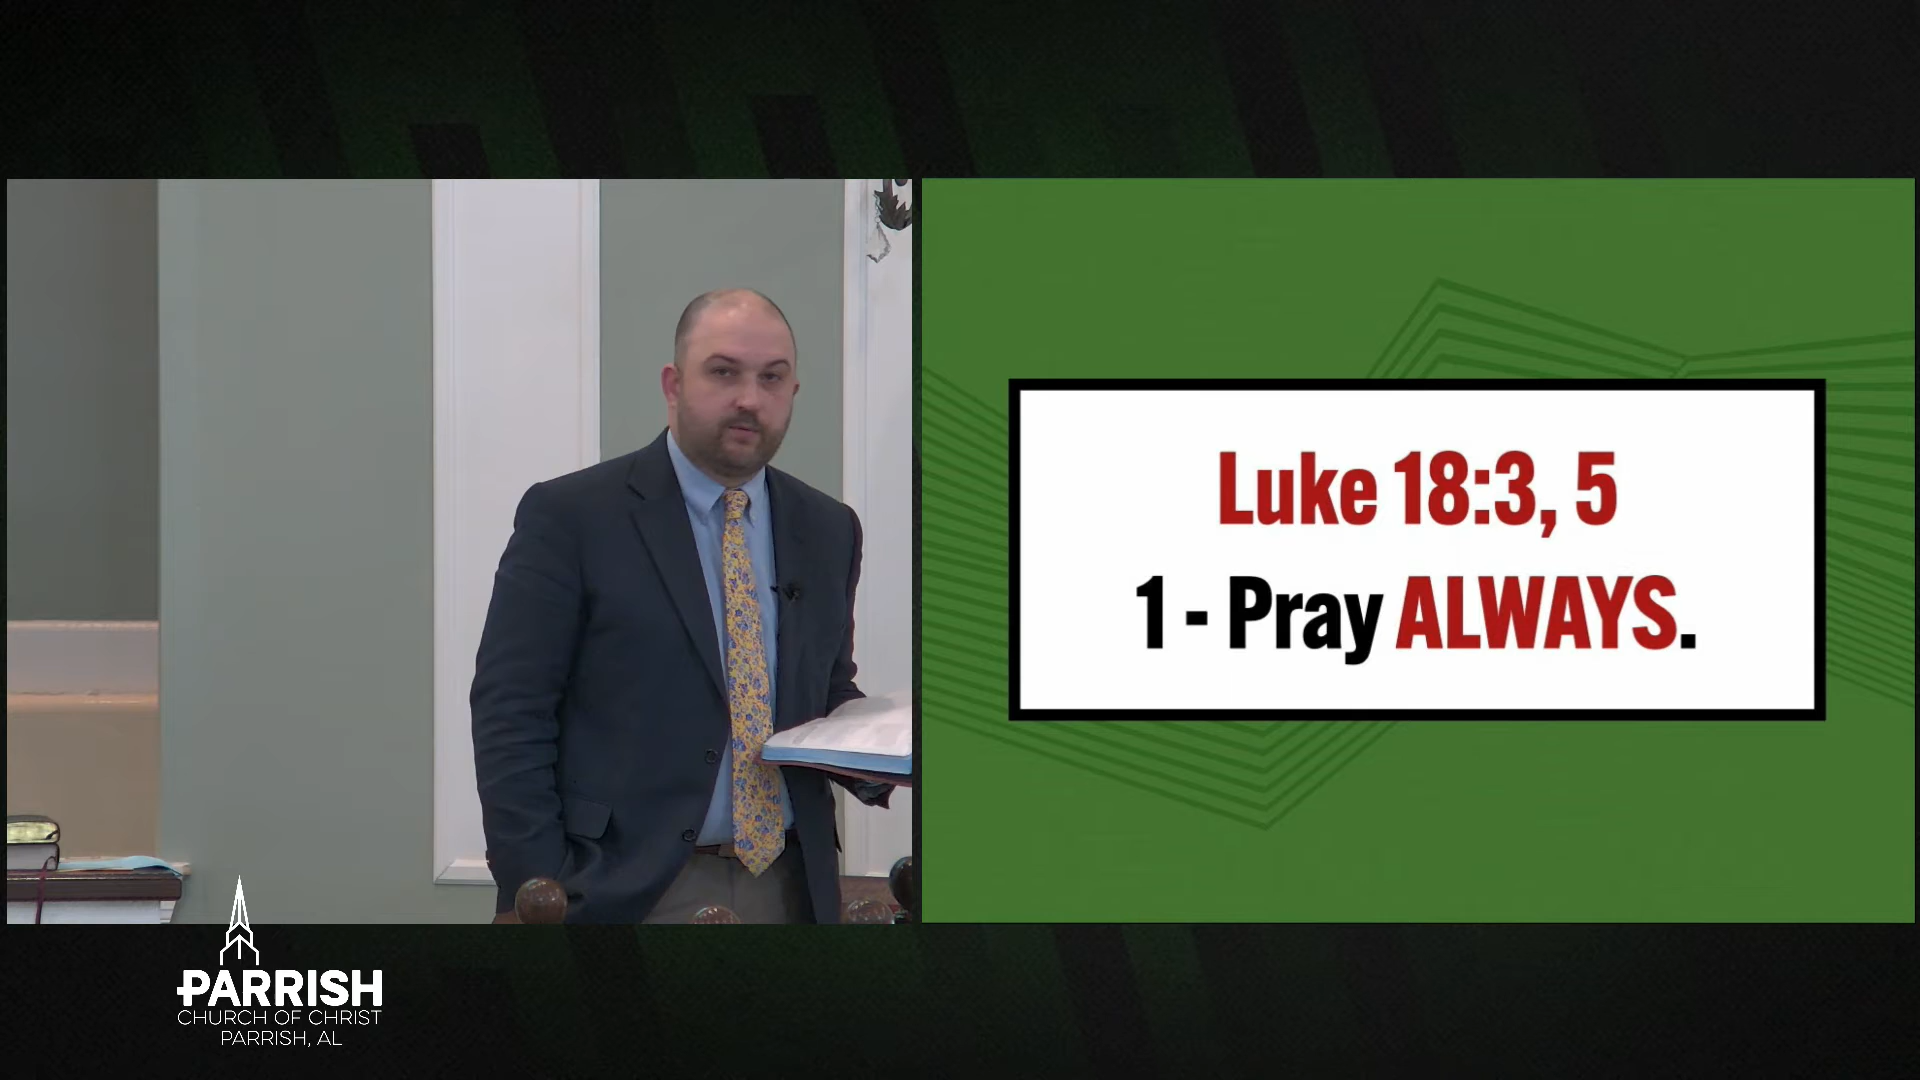 Luke 18:3, 5
1 - Pray ALWAYS.
PARRISH
CHURCH OF CHRIST
PARRISH, AL